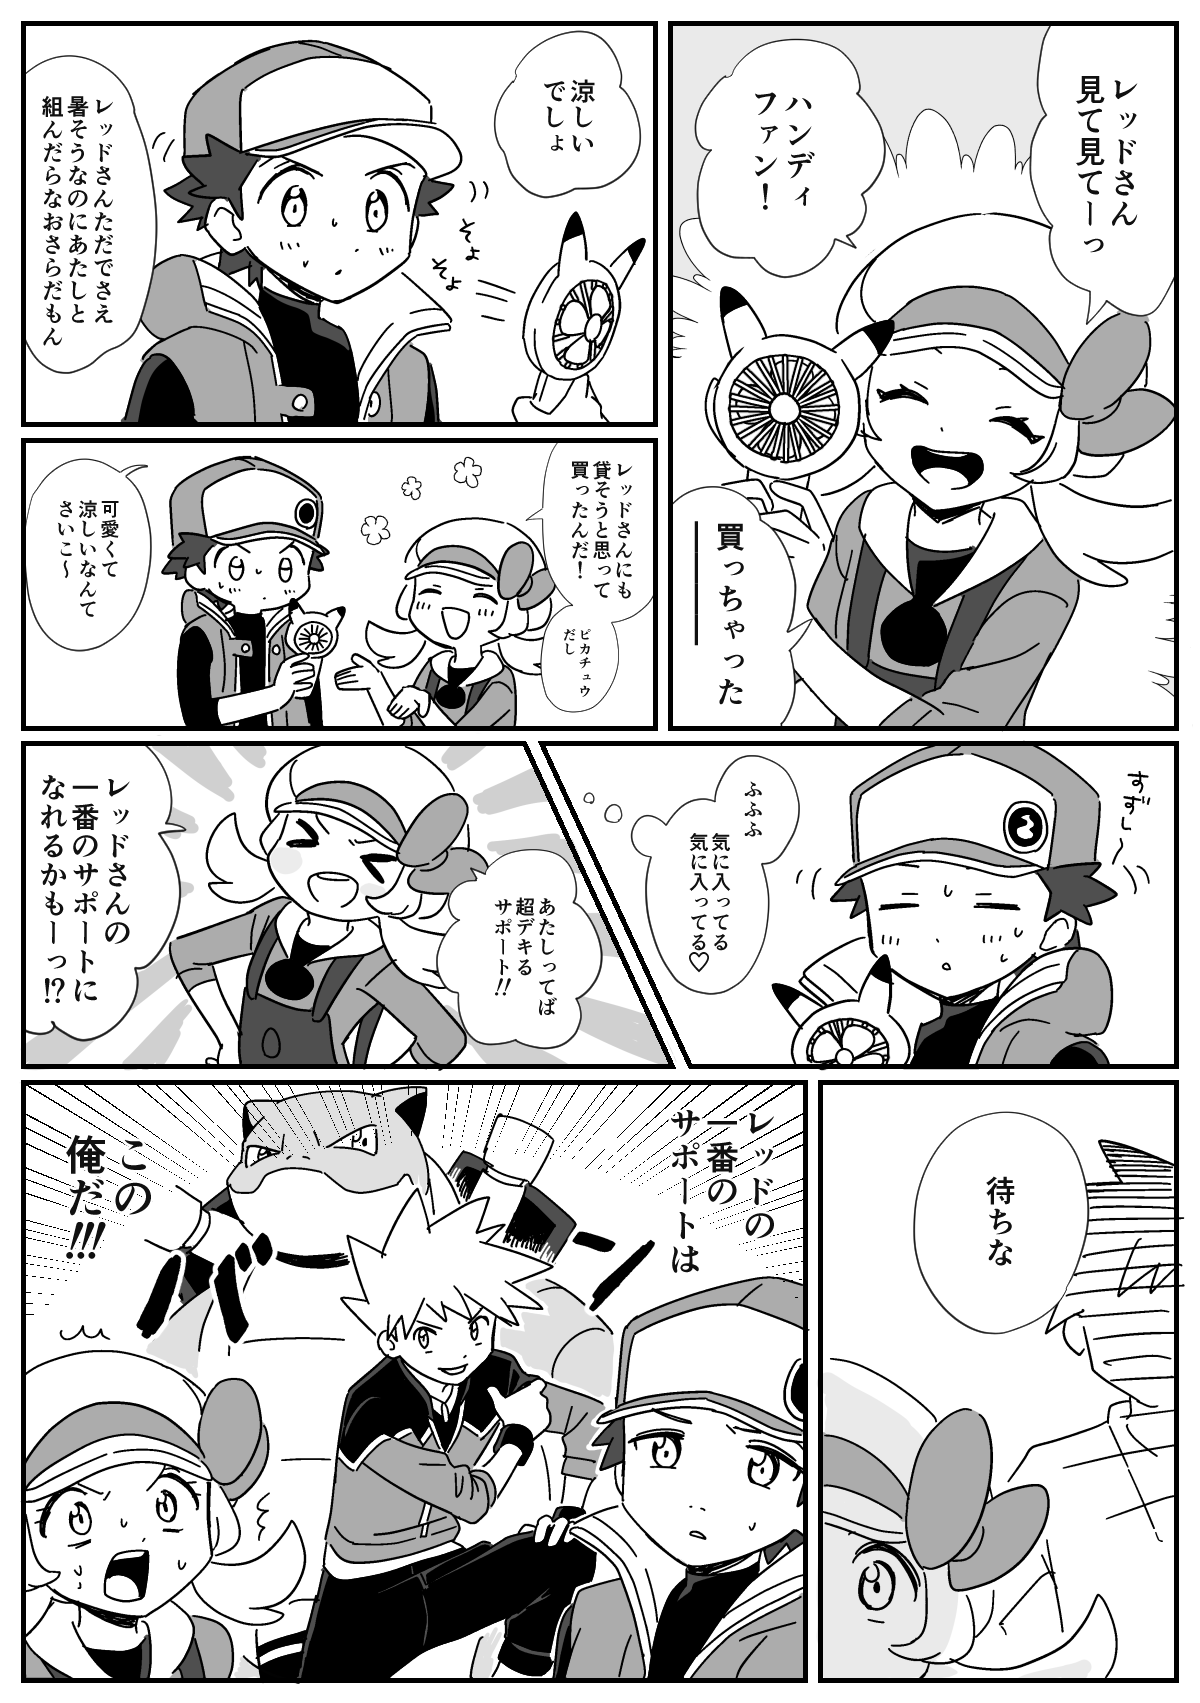 レッドさん
見て見てーっ
ハンディ
ファン！
買っちゃった
━━━
涼しい
でしょ
そょ
そょ
レッドさんただでさえ
暑そうなのにあたしと
組んだらなおさらだもん
レッドさんにも
貸そうと思って
買ったんだ！
ピカチュウ
だし
可愛くて
涼しいなんて
さいこ〜
すずし〜
ふふふ
気に入ってる
気に入ってる♡
あたしってば
超デキる
サポート!!
レッドさんの
一番のサポートに
なれるかもーっ!?
待ちな
レッドの
一番の
サポートは
この
俺だ!!!